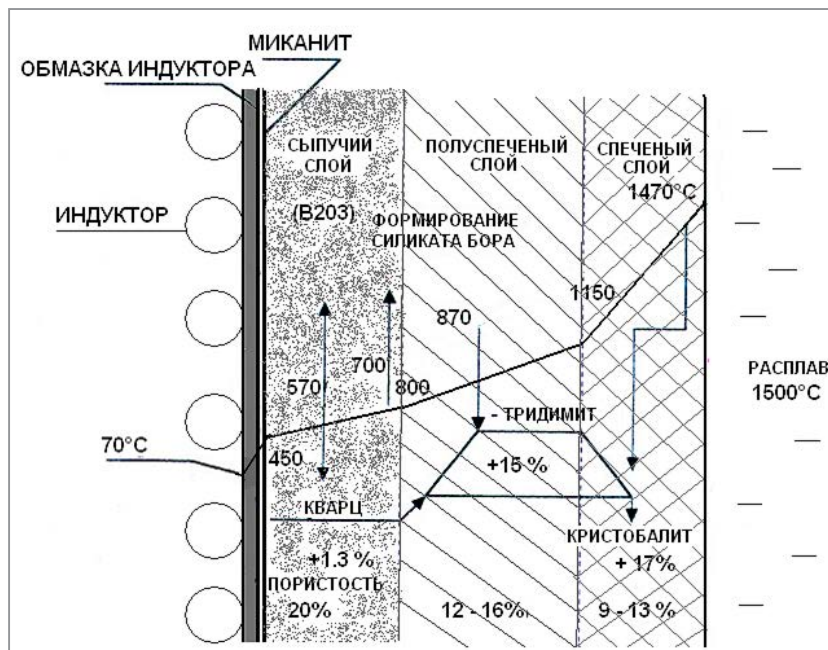 МИКАНИТ
ОБМАЗКА ИНДУКТОРА
СЫПУЧИЙ
СЛОЙ
(B203)
ПОЛУСПЕЧЕНЫЙ
СЛОЙ
СПЕЧЕНЫЙ
СЛОЙ
1470°С
ИНДУКТОР
ФОРМИРОВАНИЕ
СИЛИКАТА БОРА
1150
870
700
570
800
РАСПЛАВ
1500°С
- ТРИДИМИТ
70°С
450
+15 %
КВАРЦ
КРИСТОБАЛИТ
+1.3 %
+ 17%
ПОРИСТОСТЬ
20%
12 - 16%
9 - 13 %